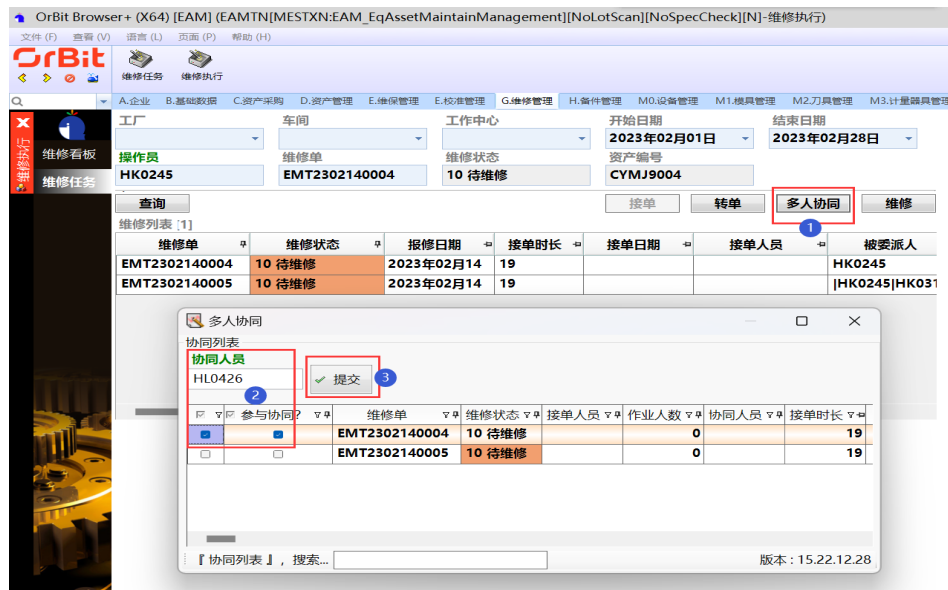 OrBit Browser+ (X64) [EAM] (EAMTN[MESTXN:EAM_EqAssetMaintainManagement][NoLotScan][NoSpecCheck][N]-维修执行)
文件 (F) 查看 (V) 语言 (L) 页面 (P) 帮助 (H)
OrBit
维修任务 维修执行
A.企业 B.基础数据 C.资产采购 D.资产管理 E.维保管理 E.校准管理 G.维修管理 H.备件管理 M0.设备管理 M1.模具管理 M2.刀具管理 M3.计量器具管理
维修执行
维修看板
维修任务
工厂 车间 工作中心 开始日期 结束日期
2023年02月01日 2023年02月28日
操作员 维修单 维修状态 资产编号
HK0245 EMT2302140004 10 待维修 CYMJ9004
查询 接单 转单 多人协同 维修
1
维修列表 [1]
维修单 维修状态 报修日期 接单时长 接单日期 接单人员 被委派人
EMT2302140004 10 待维修 2023年02月14 19 HK0245
EMT2302140005 10 待维修 2023年02月14 19 |HK0245|HK031
多人协同
协同列表
协同人员
HL0426 提交 3
2
参与协同? 维修单 维修状态 接单人员 作业人数 协同人员 接单时长
EMT2302140004 10 待维修 0 19
EMT2302140005 10 待维修 0 19
『 协同列表 』, 搜索... 版本 : 15.22.12.28